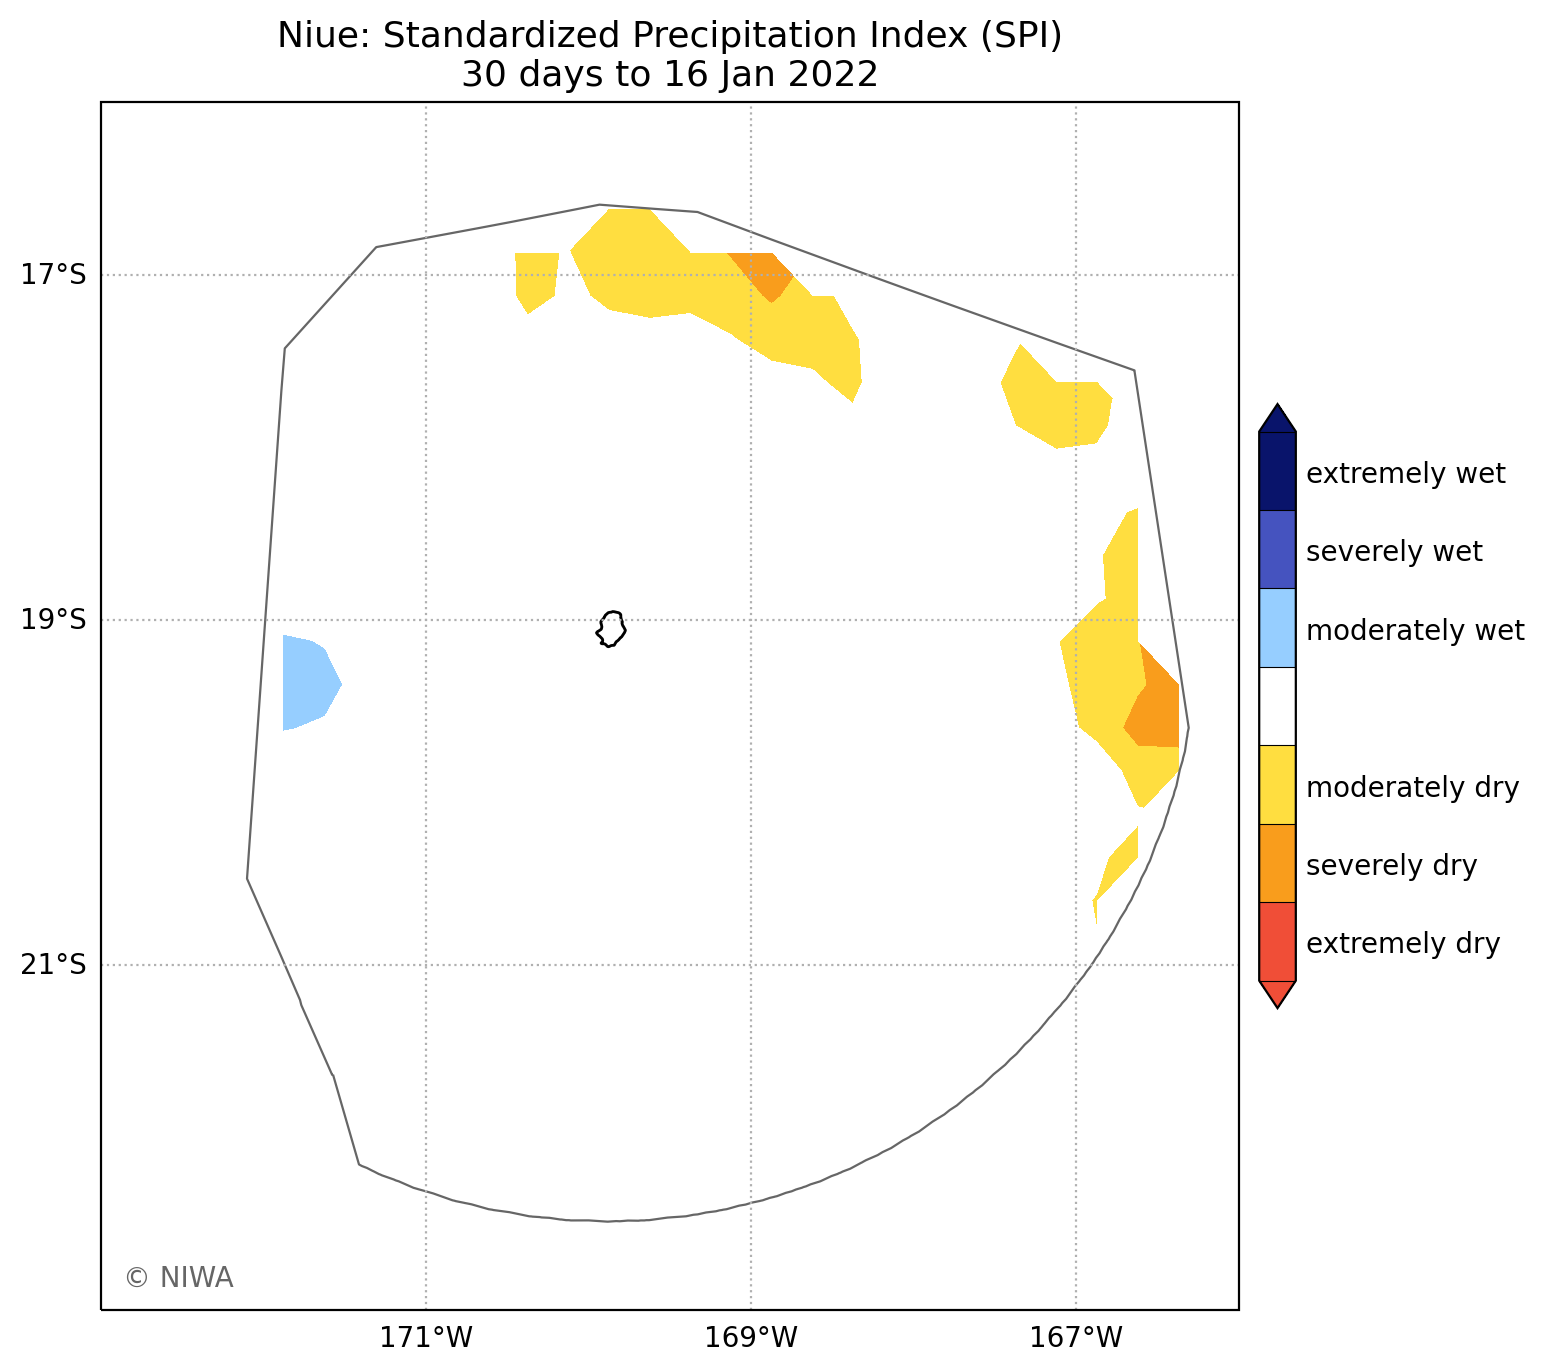 Niue: Standardized Precipitation Index (SPI)
30 days to 16 Jan 2022
17°S
19°S
21°S
171°W
169°W
167°W
extremely wet
severely wet
moderately wet
moderately dry
severely dry
extremely dry
© NIWA